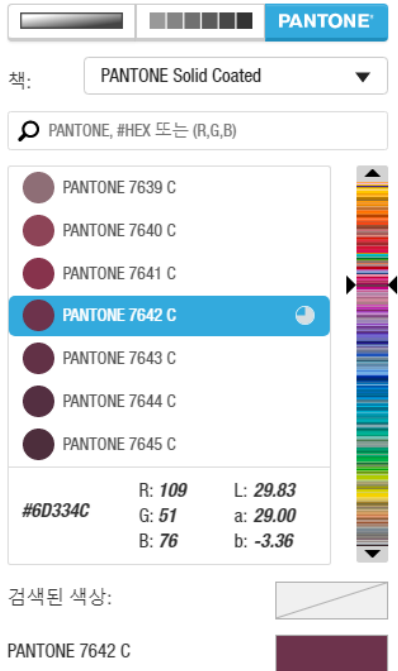 PANTONE®
책: PANTONE Solid Coated
PANTONE, #HEX 또는 (R,G,B)
PANTONE 7639 C
PANTONE 7640 C
PANTONE 7641 C
PANTONE 7642 C
PANTONE 7643 C
PANTONE 7644 C
PANTONE 7645 C
#6D334C
R: 109 L: 29.83
G: 51 a: 29.00
B: 76 b: -3.36
검색된 색상:
PANTONE 7642 C